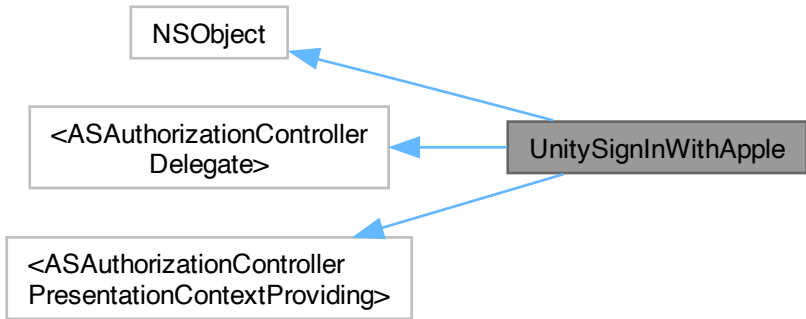 NSObject
<ASAuthorizationController
Delegate>
UnitySignInWithApple
<ASAuthorizationController
PresentationContextProviding>